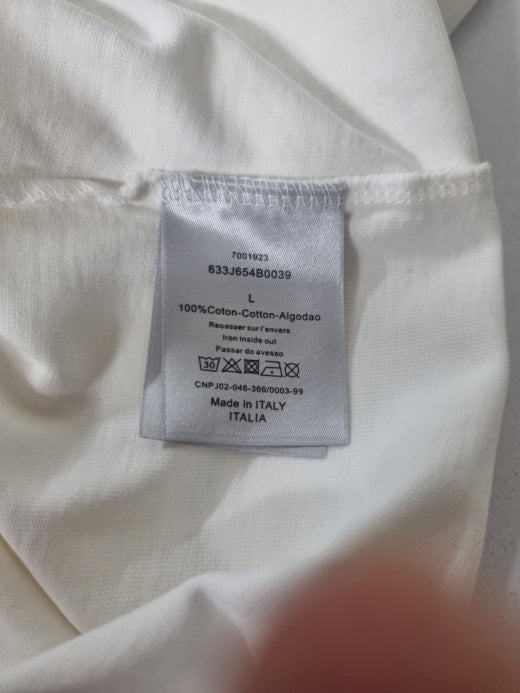 7001923
633J654B0039
L
100%Coton-Cotton-Algodao
Recasser sur l'envers
Iron inside out
Passar do avesso
30
CNPJ02-046-366/0003-99
Made in ITALY
ITALIA